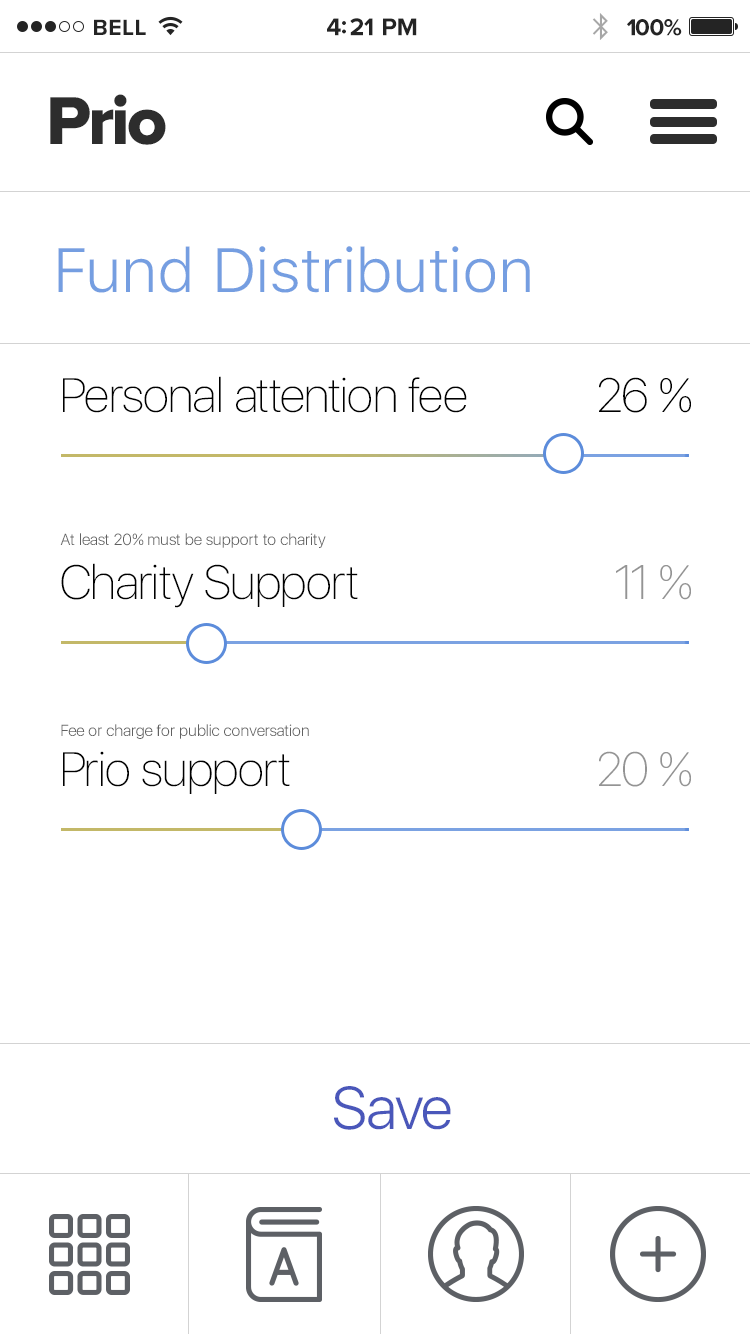 BELL 4:21 PM 100%
Prio
Fund Distribution
Personal attention fee 26 %
At least 20% must be support to charity
Charity Support 11 %
Fee or charge for public conversation
Prio support 20 %
Save
A